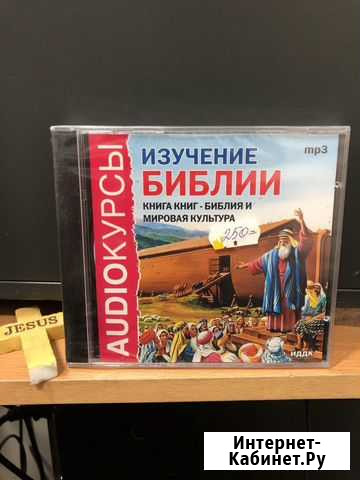 AUDIOКУРСЫ
ИЗУЧЕНИЕ
mp3
БИБЛИИ
КНИГА КНИГ - БИБЛИЯ И
МИРОВАЯ КУЛЬТУРА
250=
JESUS
ИДДК
Интернет-
Кабинет.Ру